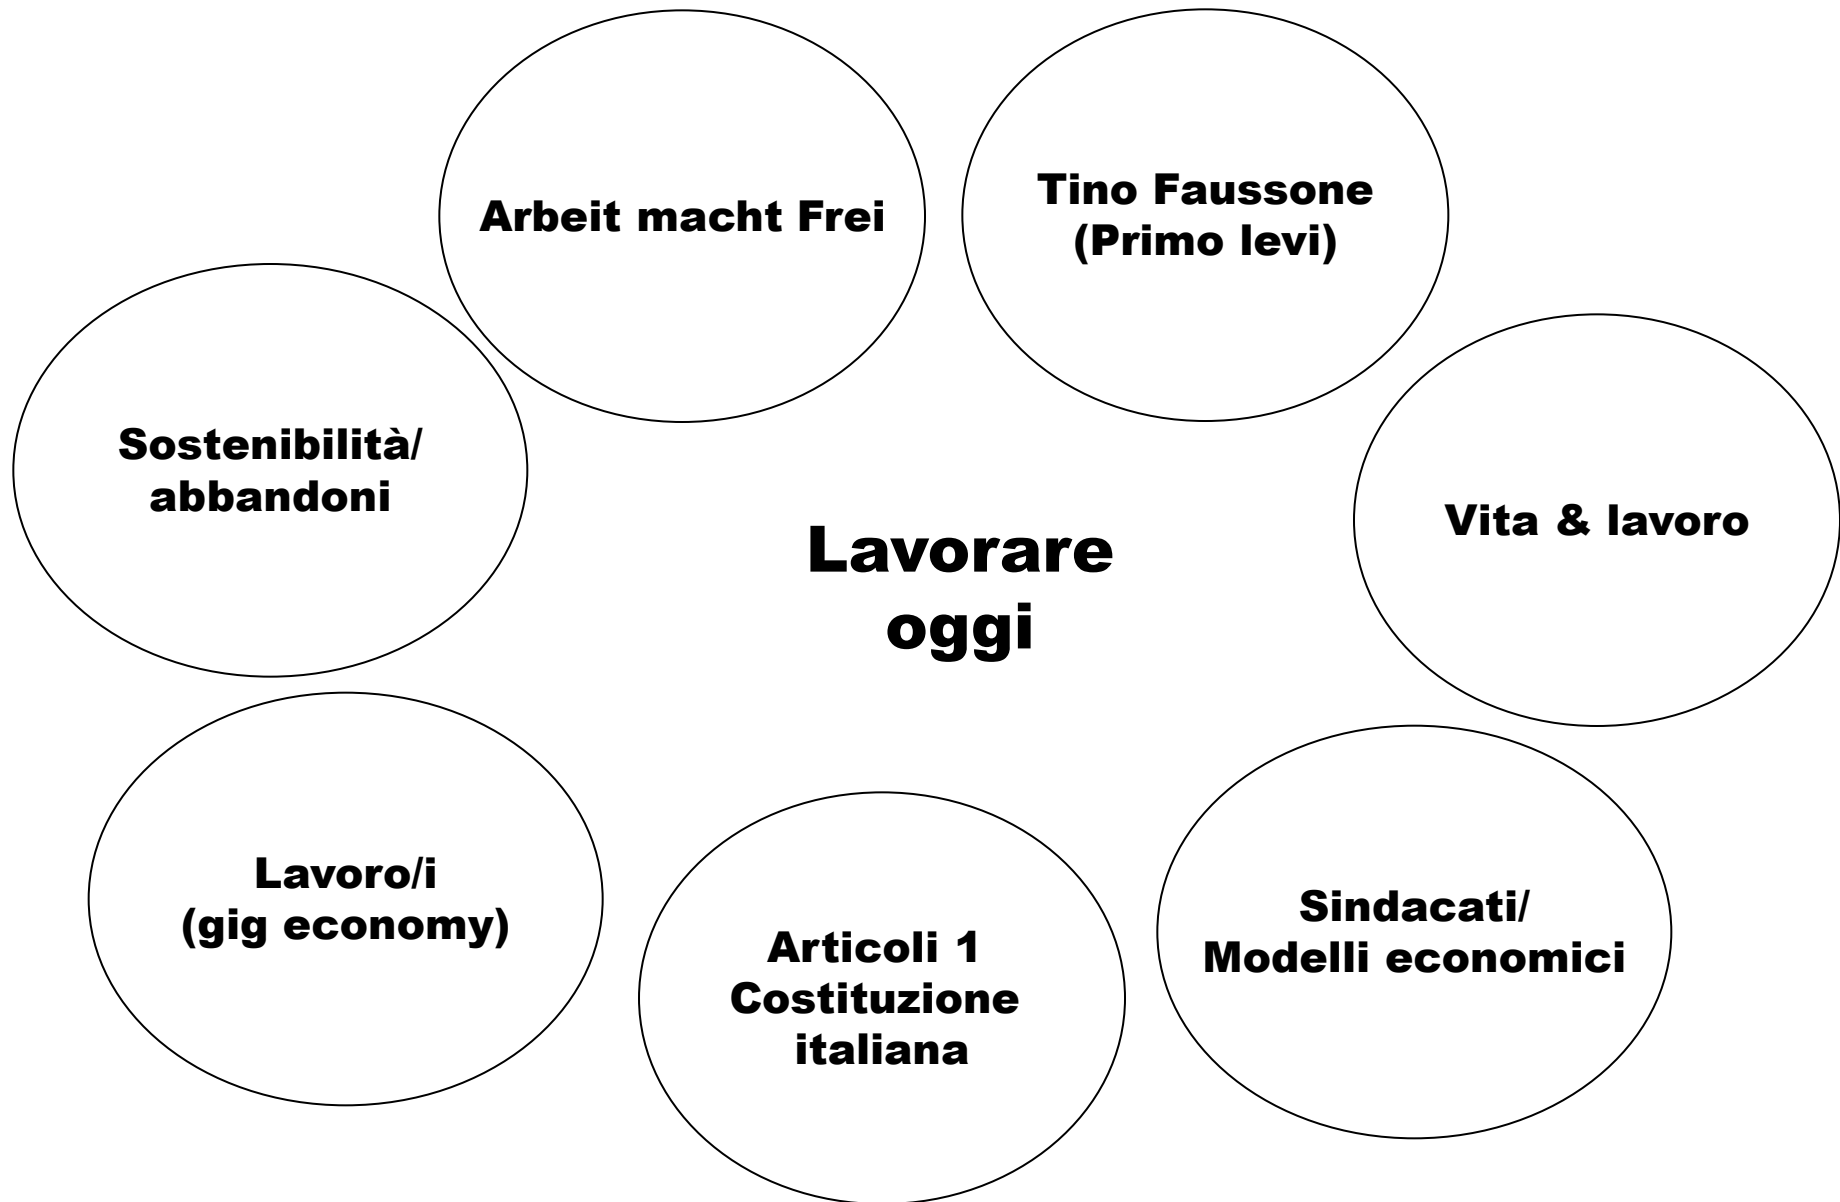 Arbeit macht Frei
Tino Faussone
(Primo levi)
Sostenibilità/
abbandoni
Vita & lavoro
Lavorare
oggi
Lavoro/i
(gig economy)
Articoli 1
Costituzione
italiana
Sindacati/
Modelli economici